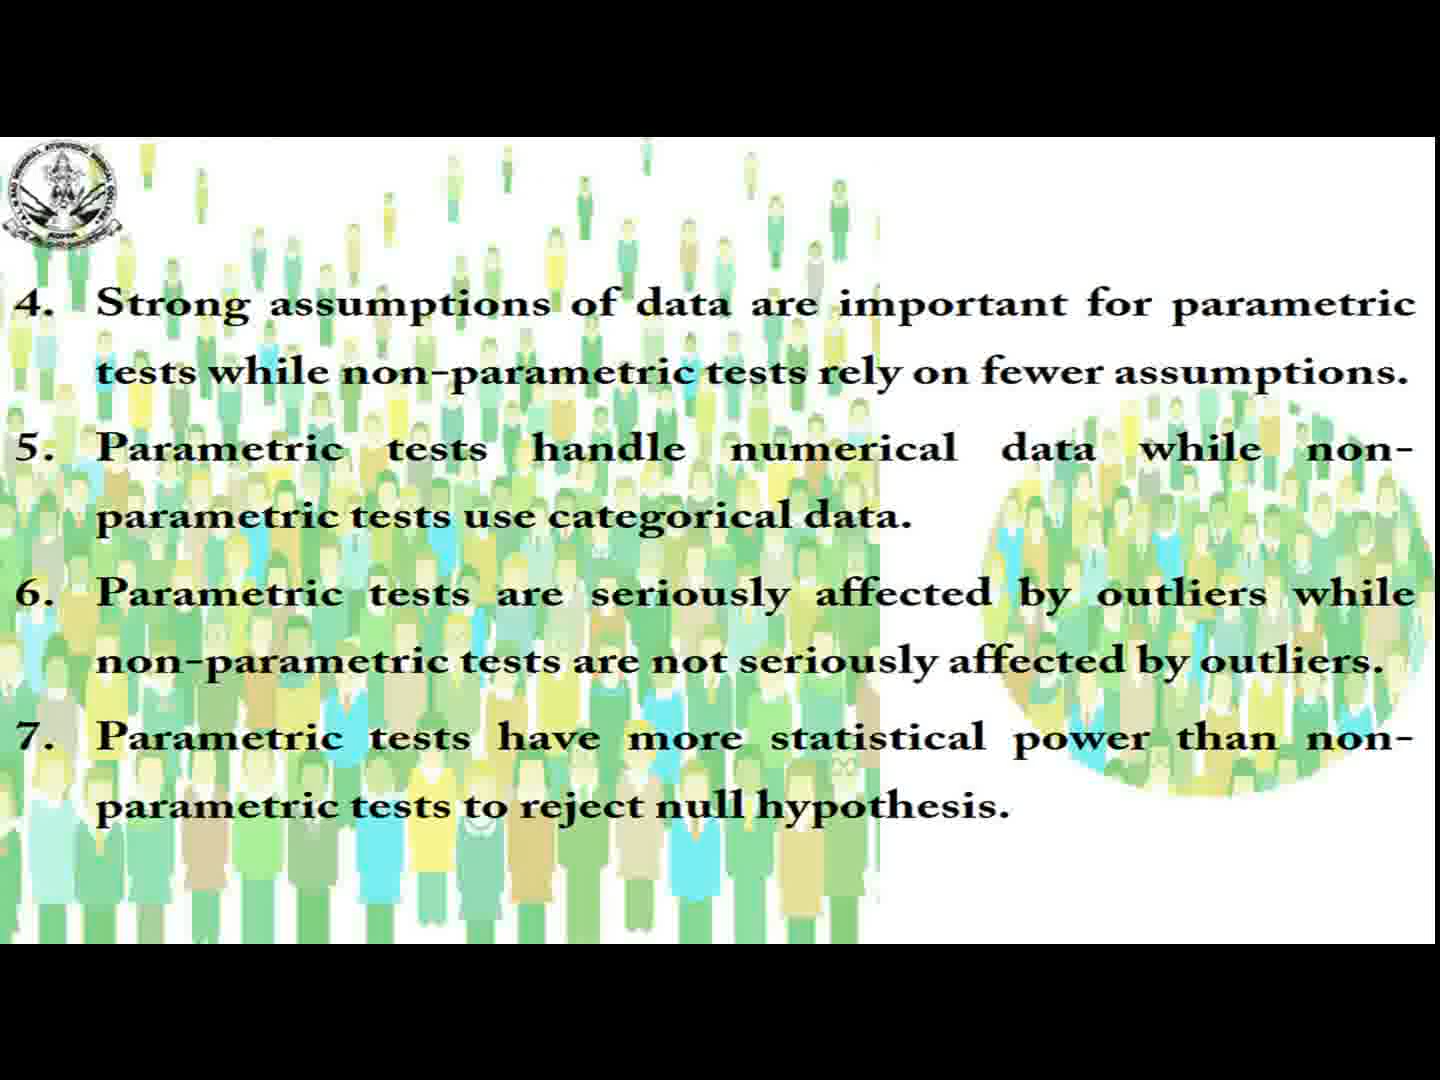 4. Strong assumptions of data are important for parametric
tests while non-parametric tests rely on fewer assumptions.
5. Parametric tests handle numerical data while non-
parametric tests use categorical data.
6. Parametric tests are seriously affected by outliers while
non-parametric tests are not seriously affected by outliers.
7. Parametric tests have more statistical power than non-
parametric tests to reject null hypothesis.